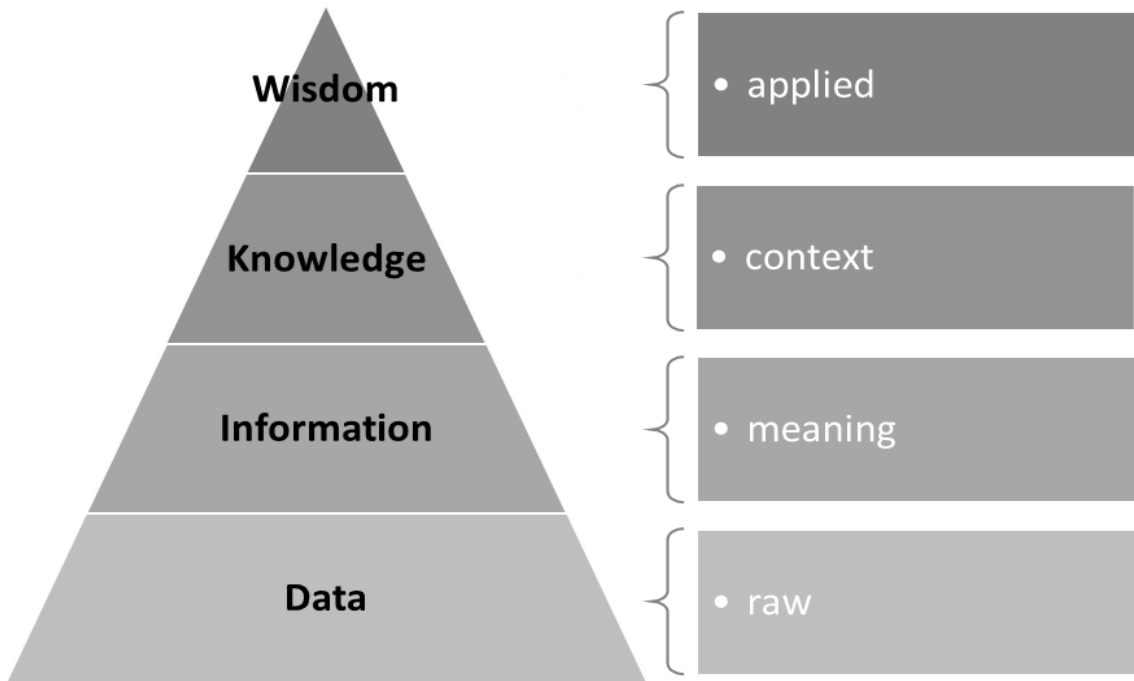 Wisdom
• applied
Knowledge
• context
Information
• meaning
Data
• raw